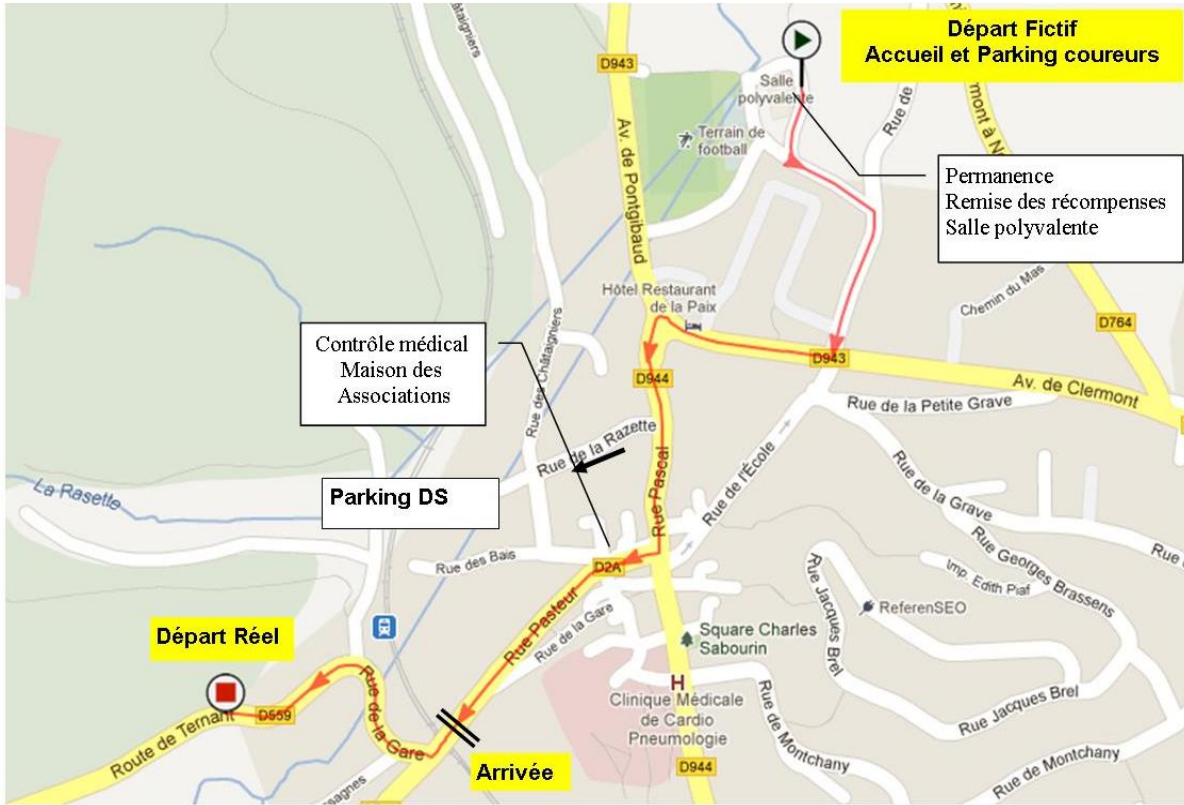 Départ Fictif
Accueil et Parking coureurs
Permanence
Remise des récompenses
Salle polyvalente
Contrôle médical
Maison des
Associations
Parking DS
Départ Réel
Arrivée
Châtaigniers
D943
Salle
polyvalente
Rue de
Terrain de
football
Av. de Pontgibaud
Hôtel Restaurant
de la Paix
Chemin du Mas
D764
D943
D944
Av. de Clermont
Rue des Châtaigniers
Rue de la Petite Grave
Rue de la Razette
Rue Pascal
Rue de l'École
Rue de la Grave
La Rasette
Rue des Bais
D2A
Rue Georges Brassens
Imp. Edith Piaf
Rue Jacques Brel
ReferenSEO
Rue Pasteur
Rue de la Gare
Square Charles
Sabourin
H
Clinique Médicale
de Cardio
Pneumologie
Rue Jacques Brel
Rue de Montchany
Rue de Montchany
D559
Route de Ternant
Rue de la Gare
D944